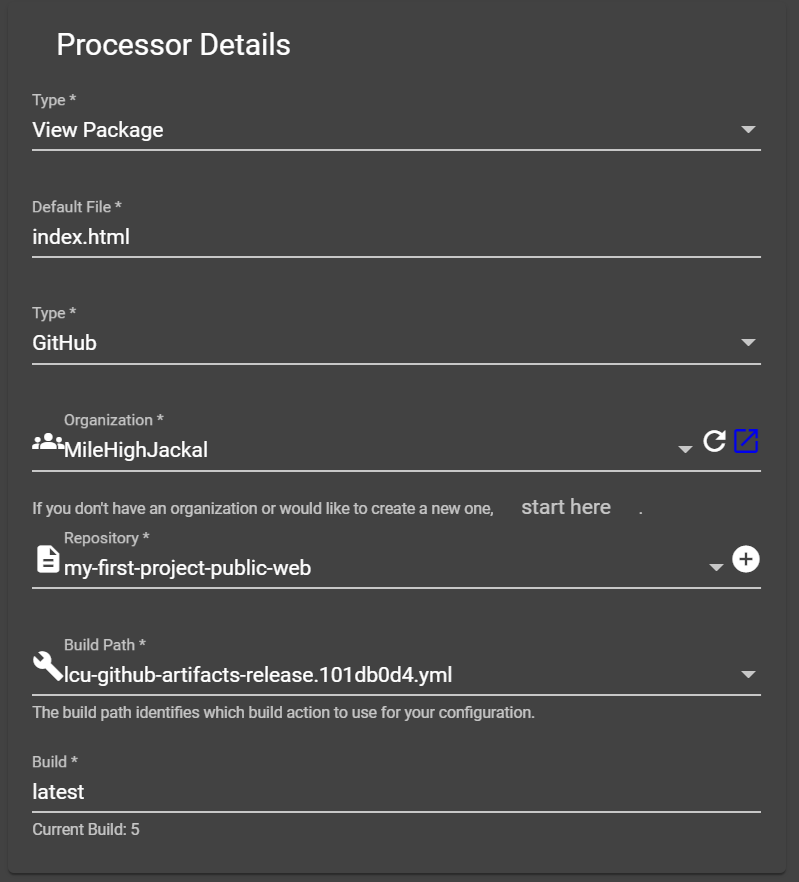 Processor Details
Type *
View Package
Default File *
index.html
Type *
GitHub
Organization *
MileHighJackal
If you don't have an organization or would like to create a new one, start here .
Repository *
my-first-project-public-web
Build Path *
lcu-github-artifacts-release.101db0d4.yml
The build path identifies which build action to use for your configuration.
Build *
latest
Current Build: 5